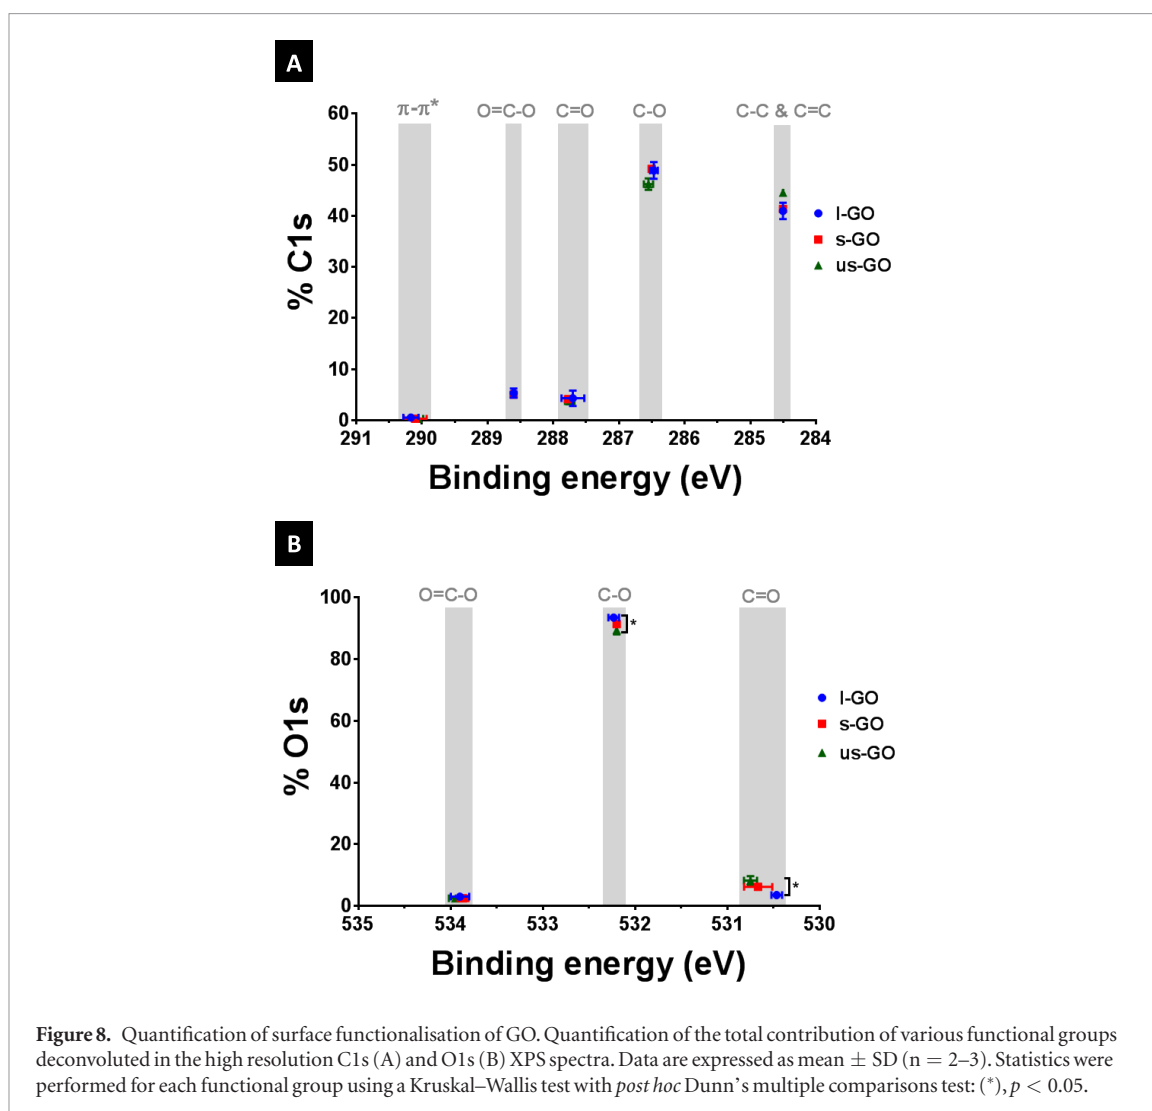 A
π-π* O=C-O C=O C-O C-C & C=C
60
50
40
30
20
10
0
% C1s
291 290 289 288 287 286 285 284
Binding energy (eV)
l-GO
s-GO
us-GO
B
O=C-O C-O C=O
100
80
60
40
20
0
% O1s
*
*
535 534 533 532 531 530
Binding energy (eV)
l-GO
s-GO
us-GO
Figure 8. Quantification of surface functionalisation of GO. Quantification of the total contribution of various functional groups
deconvoluted in the high resolution C1s (A) and O1s (B) XPS spectra. Data are expressed as mean ± SD (n = 2–3). Statistics were
performed for each functional group using a Kruskal–Wallis test with post hoc Dunn's multiple comparisons test: (*), p < 0.05.